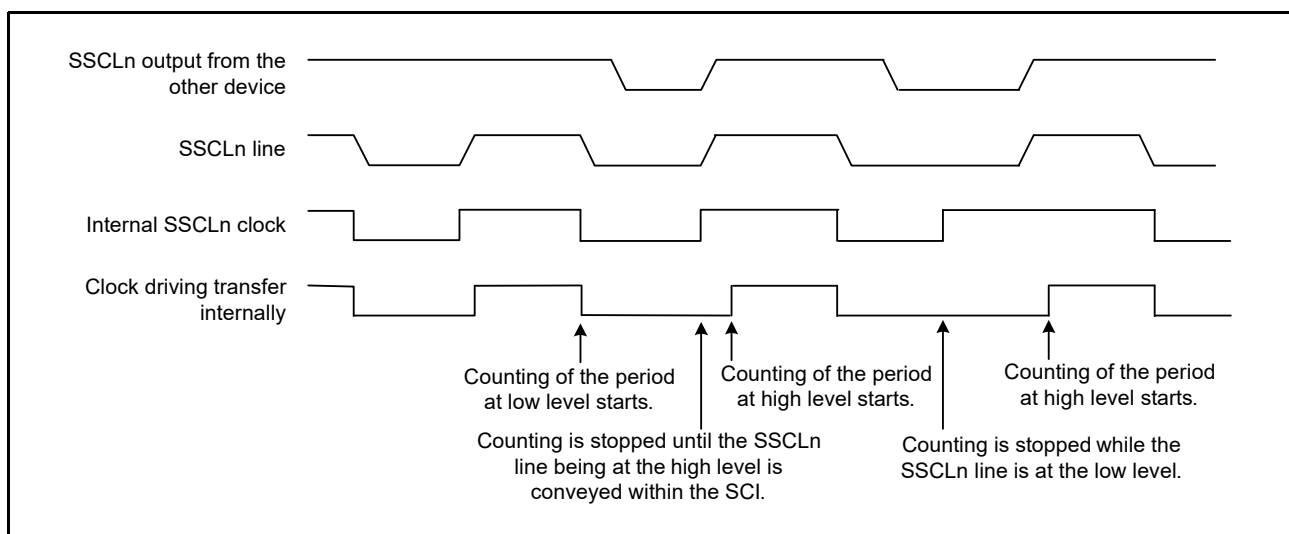 SSCLn output from the
other device
SSCLn line
Internal SSCLn clock
Clock driving transfer
internally
Counting of the period
at low level starts.
Counting of the period
at high level starts.
Counting of the period
at high level starts.
Counting is stopped until the SSCLn
line being at the high level is
conveyed within the SCI.
Counting is stopped while the
SSCLn line is at the low level.